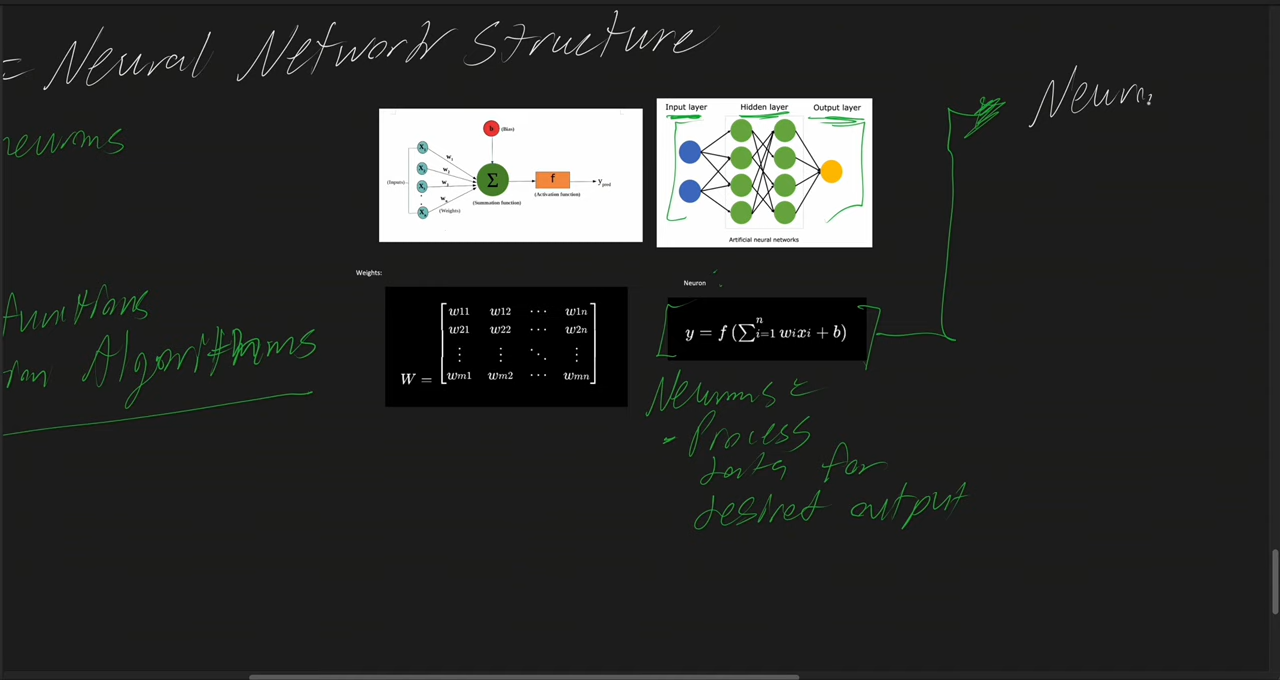 = Neural Network Structure
Neur
neurons
functions
Algorithms
b (Bias)
X
w
(Inputs)
(Weights)
Σ
(Summation function)
f
(Activation function)
y pred
Input layer Hidden layer Output layer
Artificial neural networks
Weights:
W = [w11 w12 ⋯ w1n
w21 w22 ⋯ w2n
⋮ ⋮ ⋱ ⋮
wm1 wm2 ⋯ wmn]
Neuron
y = f (∑ⁿᵢ₌₁ wixi + b)
Neurons:
- Process
data for
desired output